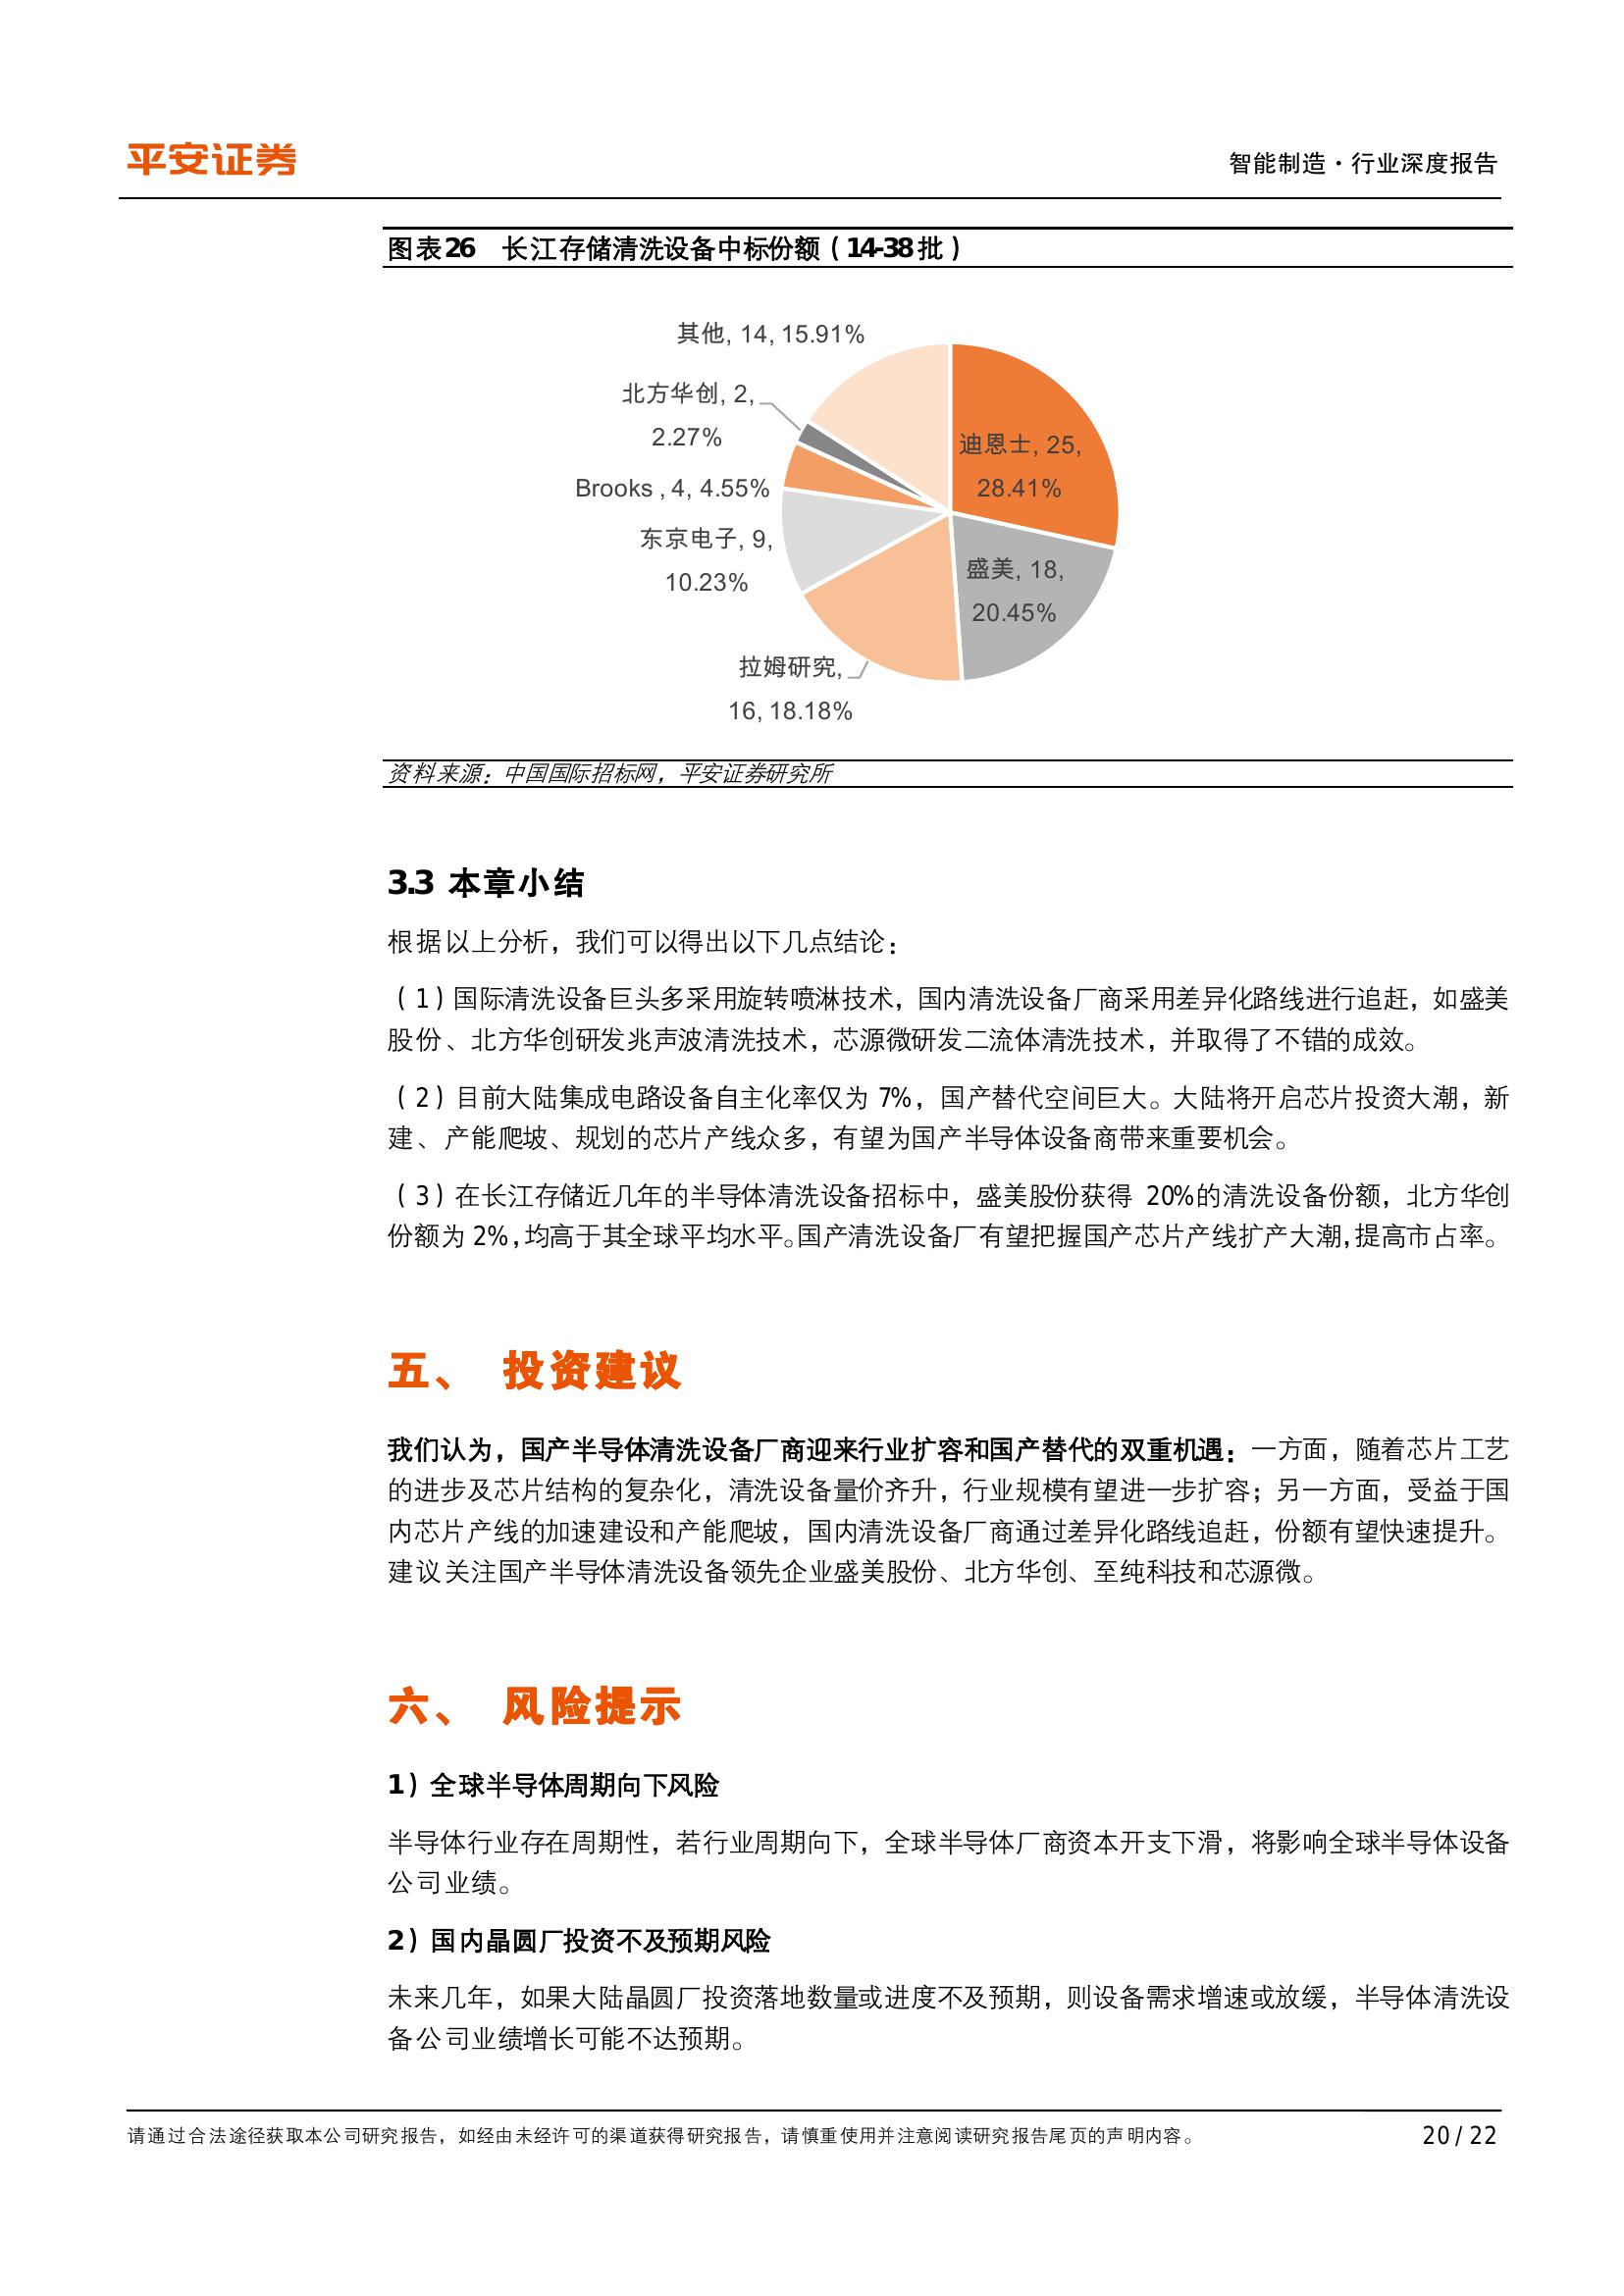 平安证券
智能制造·行业深度报告
图表26 长江存储清洗设备中标份额（14-38批）
其他, 14, 15.91%
北方华创, 2,
2.27%
Brooks , 4, 4.55%
东京电子, 9,
10.23%
拉姆研究,
16, 18.18%
迪恩士, 25,
28.41%
盛美, 18,
20.45%
资料来源：中国国际招标网，平安证券研究所
3.3 本章小结
根据以上分析，我们可以得出以下几点结论：
（1）国际清洗设备巨头多采用旋转喷淋技术，国内清洗设备厂商采用差异化路线进行追赶，如盛美
股份、北方华创研发兆声波清洗技术，芯源微研发二流体清洗技术，并取得了不错的成效。
（2）目前大陆集成电路设备自主化率仅为 7%，国产替代空间巨大。大陆将开启芯片投资大潮，新
建、产能爬坡、规划的芯片产线众多，有望为国产半导体设备商带来重要机会。
（3）在长江存储近几年的半导体清洗设备招标中，盛美股份获得 20%的清洗设备份额，北方华创
份额为 2%，均高于其全球平均水平。国产清洗设备厂有望把握国产芯片产线扩产大潮，提高市占率。
五、 投资建议
我们认为，国产半导体清洗设备厂商迎来行业扩容和国产替代的双重机遇：一方面，随着芯片工艺
的进步及芯片结构的复杂化，清洗设备量价齐升，行业规模有望进一步扩容；另一方面，受益于国
内芯片产线的加速建设和产能爬坡，国内清洗设备厂商通过差异化路线追赶，份额有望快速提升。
建议关注国产半导体清洗设备领先企业盛美股份、北方华创、至纯科技和芯源微。
六、 风险提示
1）全球半导体周期向下风险
半导体行业存在周期性，若行业周期向下，全球半导体厂商资本开支下滑，将影响全球半导体设备
公司业绩。
2）国内晶圆厂投资不及预期风险
未来几年，如果大陆晶圆厂投资落地数量或进度不及预期，则设备需求增速或放缓，半导体清洗设
备公司业绩增长可能不达预期。
请通过合法途径获取本公司研究报告，如经由未经许可的渠道获得研究报告，请慎重使用并注意阅读研究报告尾页的声明内容。
20 / 22